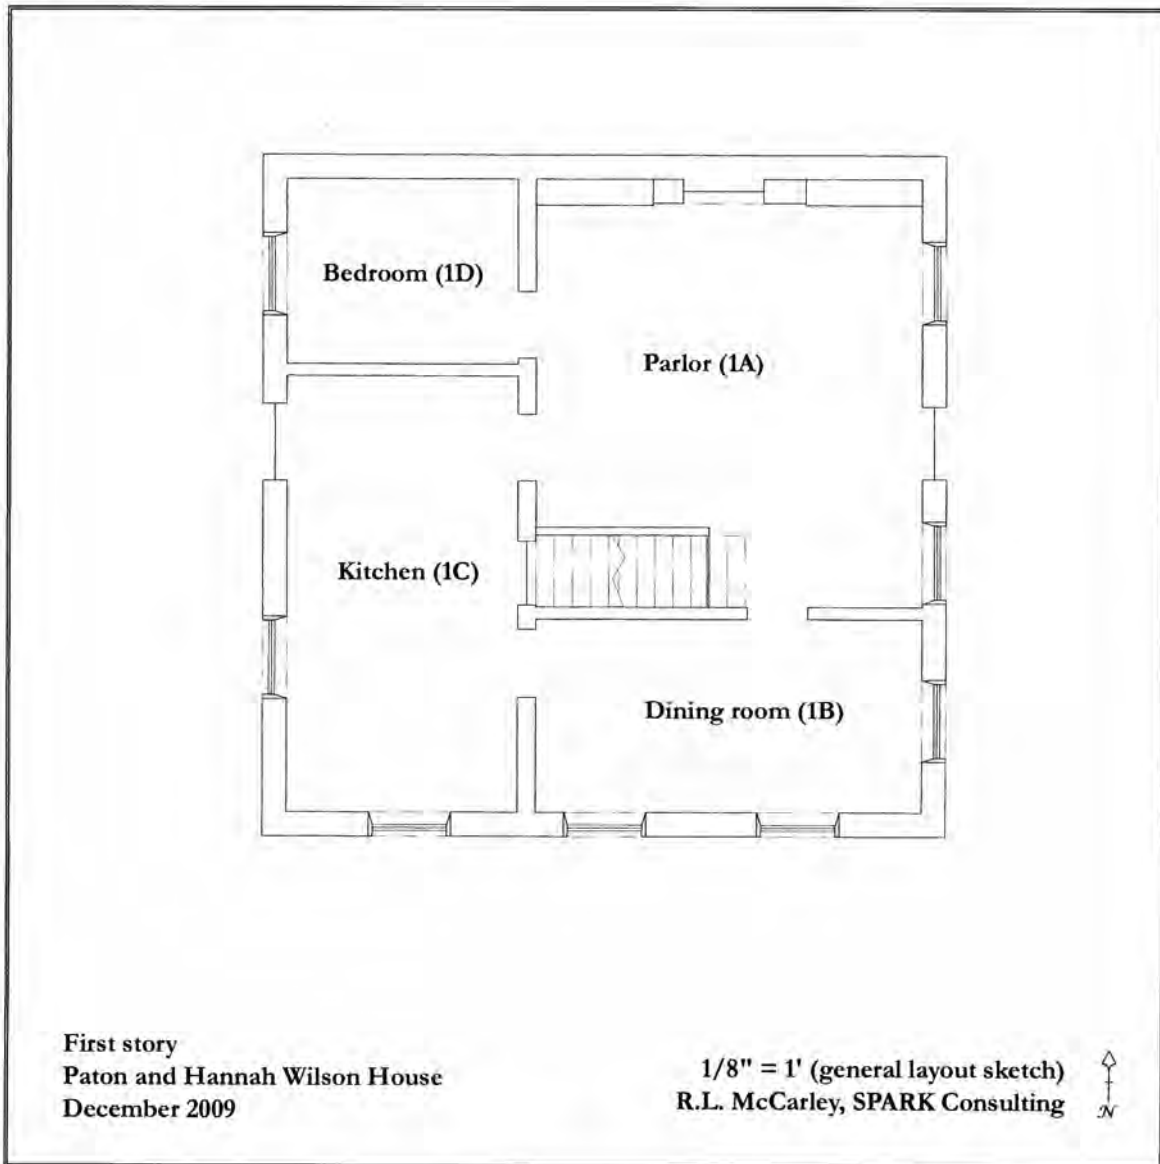 Bedroom (1D)
Parlor (1A)
Kitchen (1C)
Dining room (1B)
First story
Paton and Hannah Wilson House
December 2009
1/8" = 1' (general layout sketch)
R.L. McCarley, SPARK Consulting
N